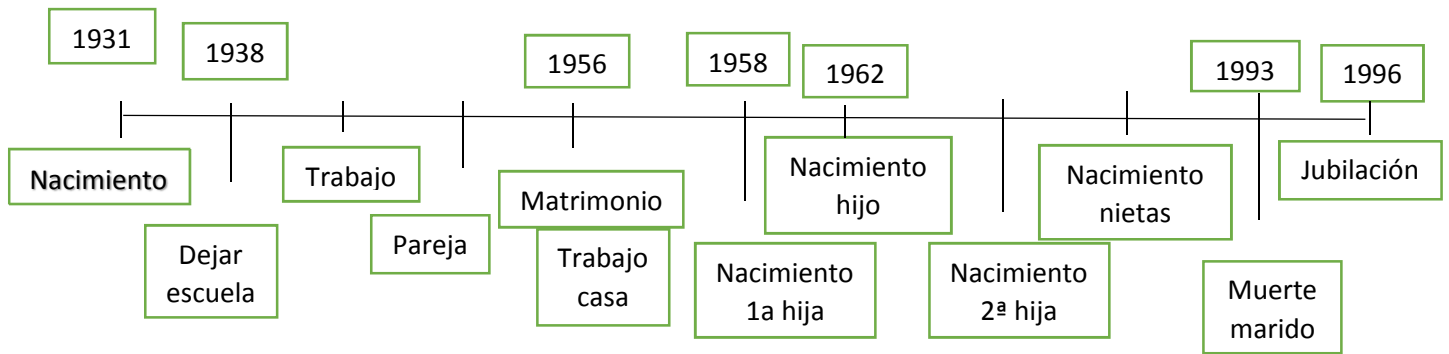 1931
1938
1956
1958
1962
1993
1996
Nacimiento
Dejar
escuela
Trabajo
Pareja
Matrimonio
Trabajo
casa
Nacimiento
1a hija
Nacimiento
hijo
Nacimiento
2ª hija
Nacimiento
nietas
Muerte
marido
Jubilación